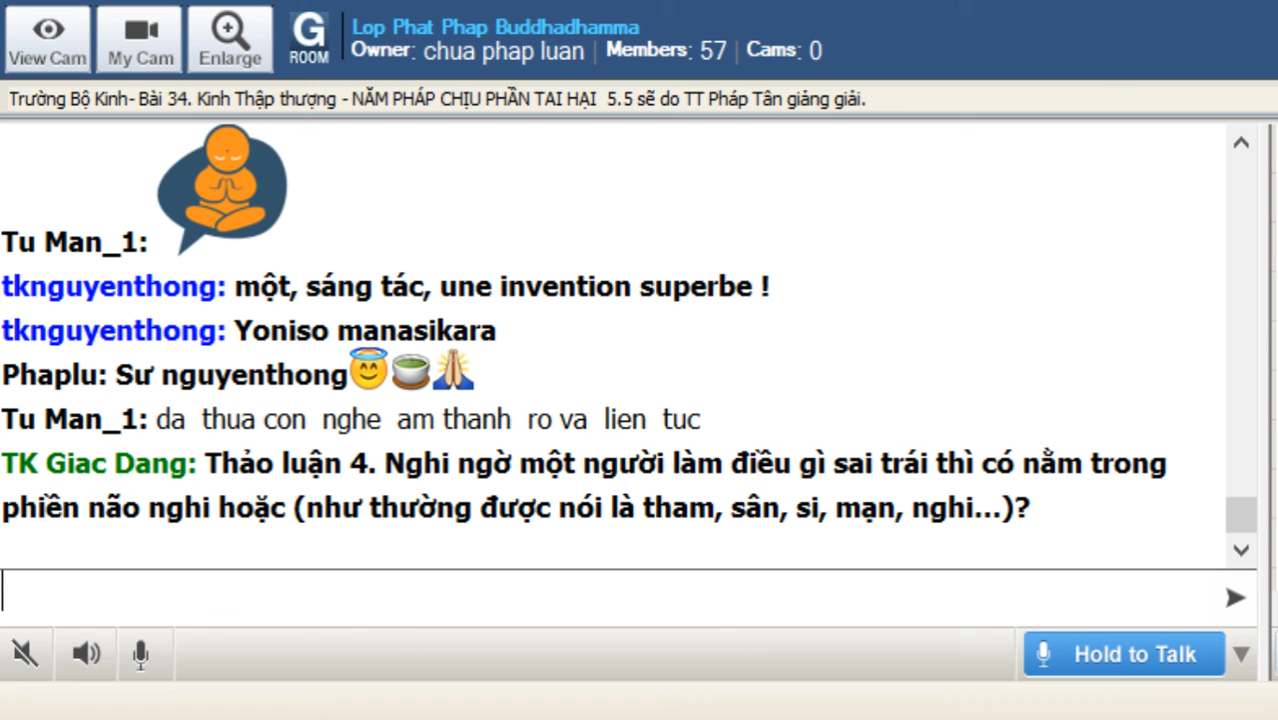 View Cam
My Cam
Enlarge
G
ROOM
Lop Phat Phap Buddhadhamma
Owner: chua phap luan | Members: 57 | Cams: 0
Trường Bộ Kinh- Bài 34. Kinh Thập thượng - NĂM PHÁP CHỊU PHẦN TAI HẠI 5.5 sẽ do TT Pháp Tân giảng giải.
Tu Man_1:
tknguyenthong: một, sáng tác, une invention superbe !
tknguyenthong: Yoniso manasikara
Phaplu: Sư nguyenthong😇🍵🙏
Tu Man_1: da thua con nghe am thanh ro va lien tuc
TK Giac Dang: Thảo luận 4. Nghi ngờ một người làm điều gì sai trái thì có nằm trong
phiền não nghi hoặc (như thường được nói là tham, sân, si, mạn, nghi...)?
Hold to Talk